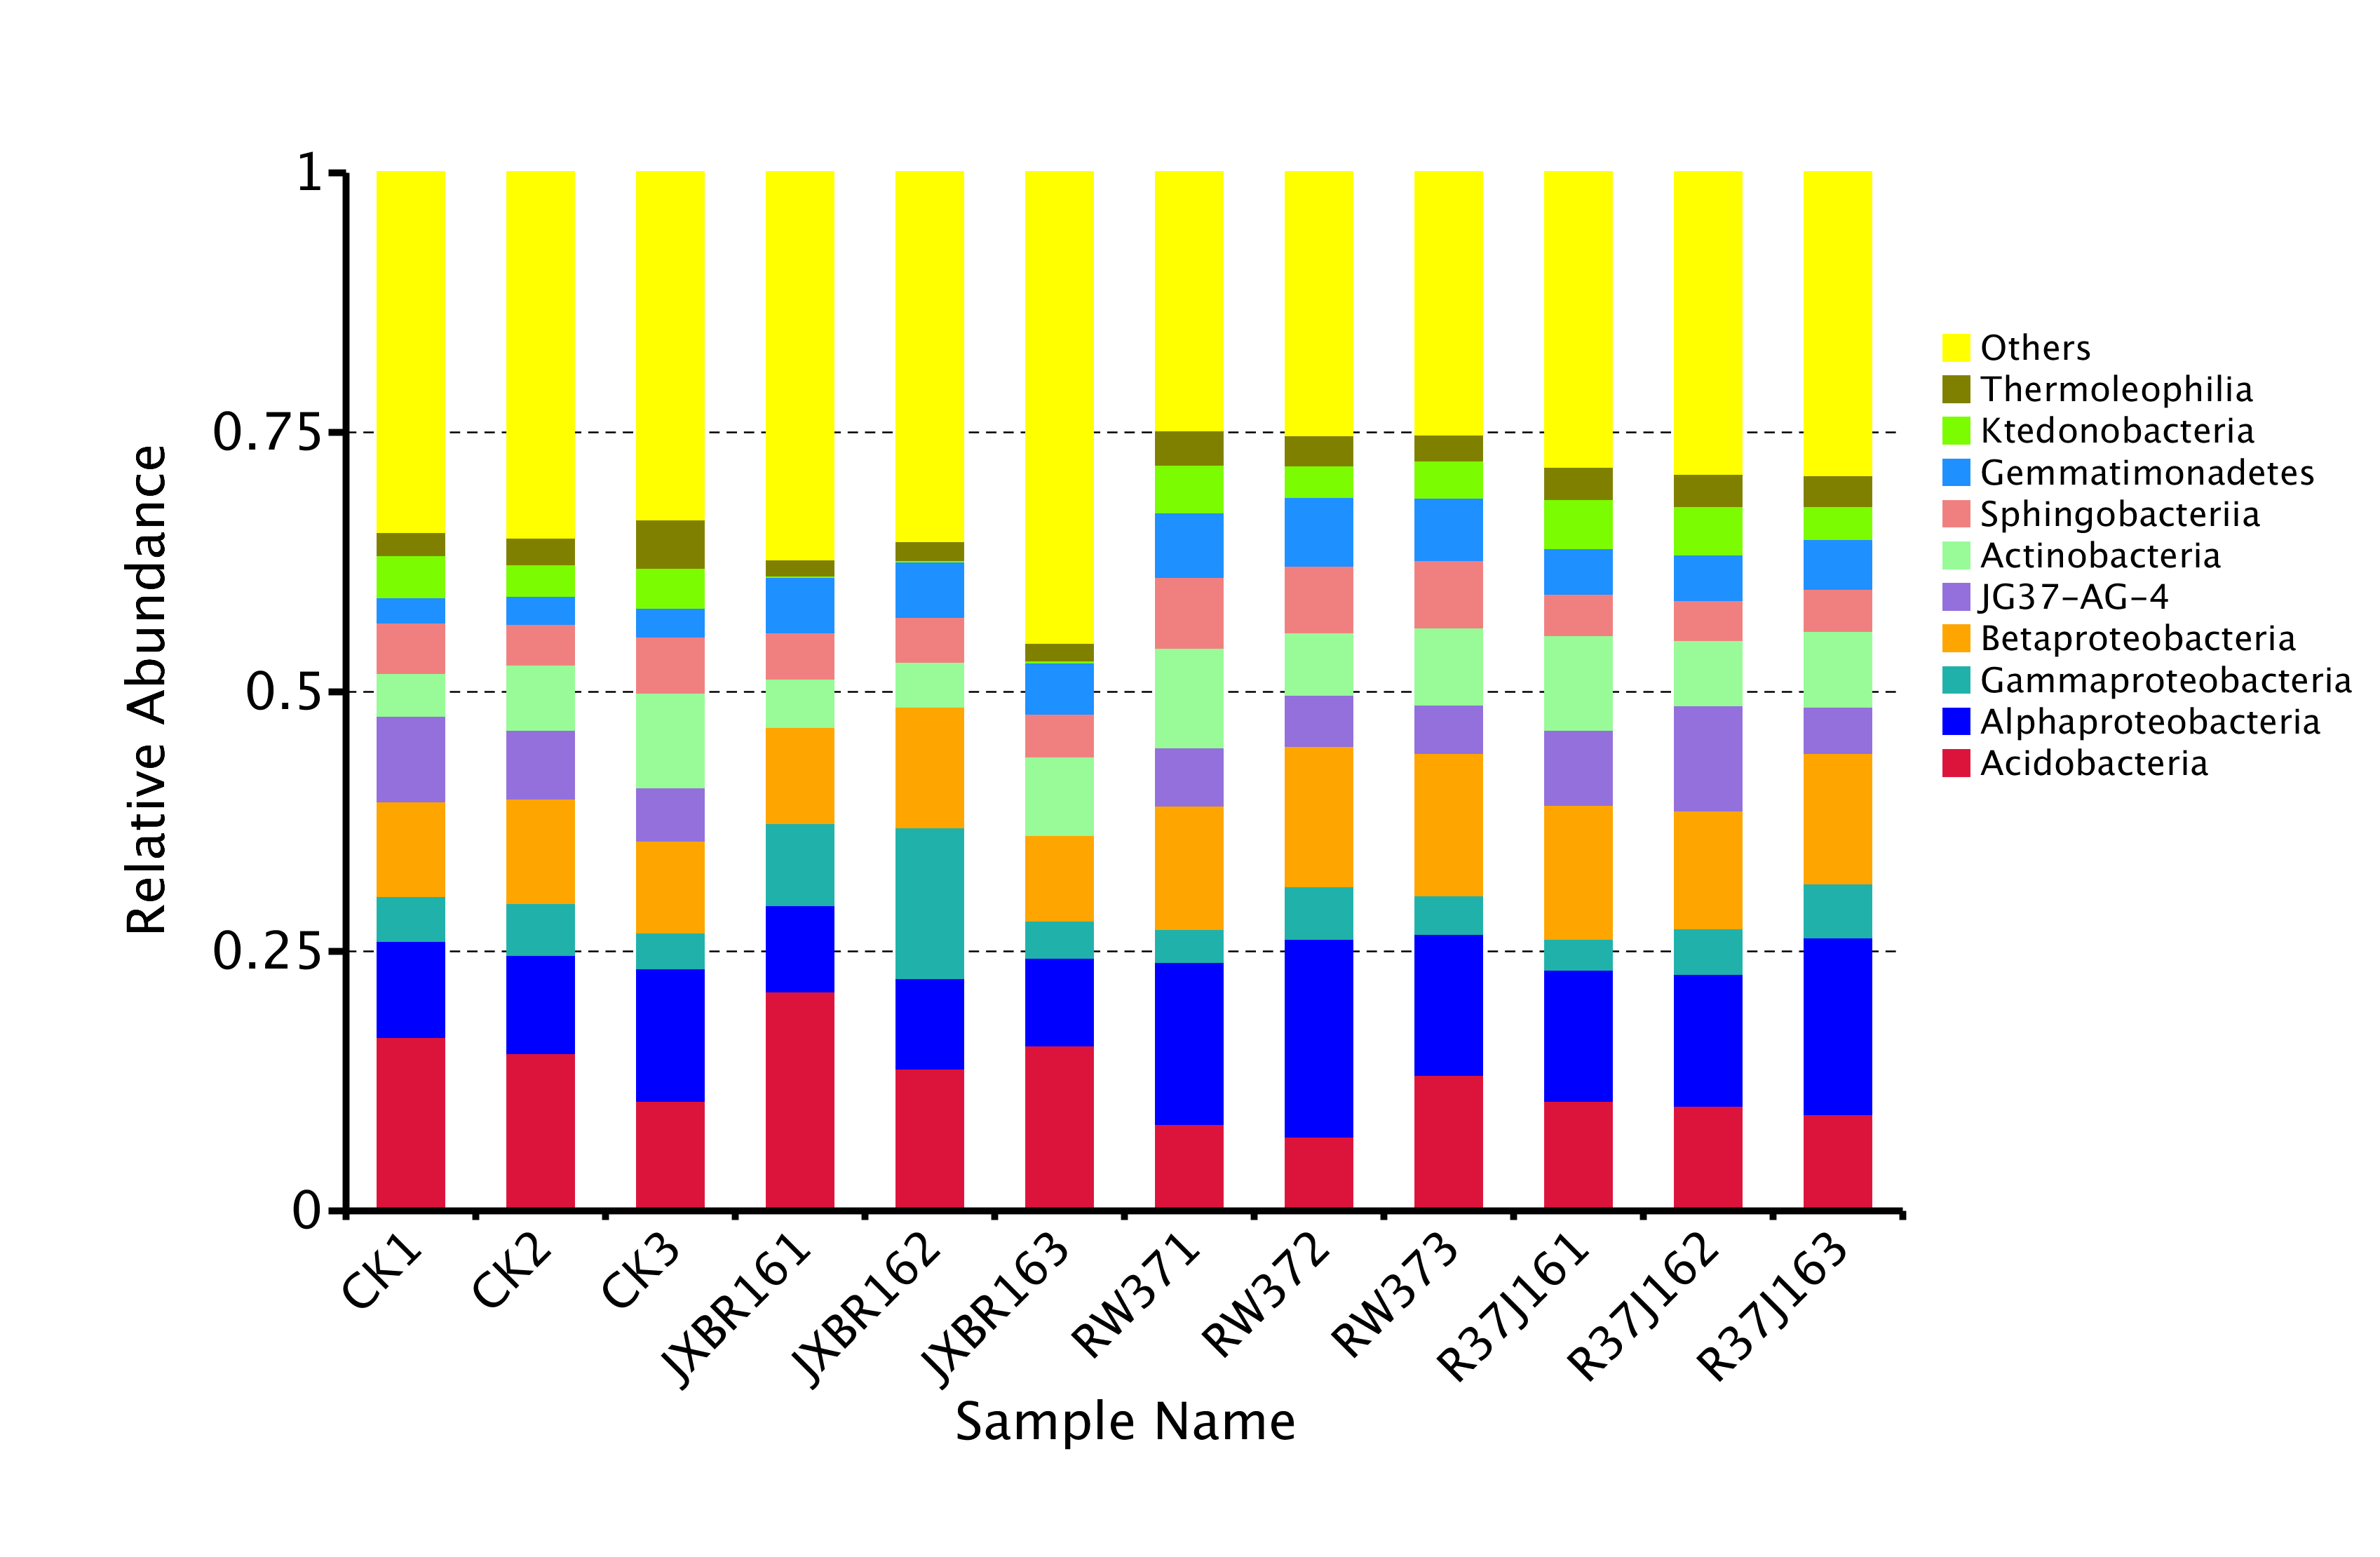 1
0.75
0.5
0.25
0
Relative Abundance
CK1
CK2
CK3
JXBR161
JXBR162
JXBR163
RW371
RW372
RW373
R37J161
R37J162
R37J163
Sample Name
Others
Thermoleophilia
Ktedonobacteria
Gemmatimonadetes
Sphingobacteriia
Actinobacteria
JG37-AG-4
Betaproteobacteria
Gammaproteobacteria
Alphaproteobacteria
Acidobacteria